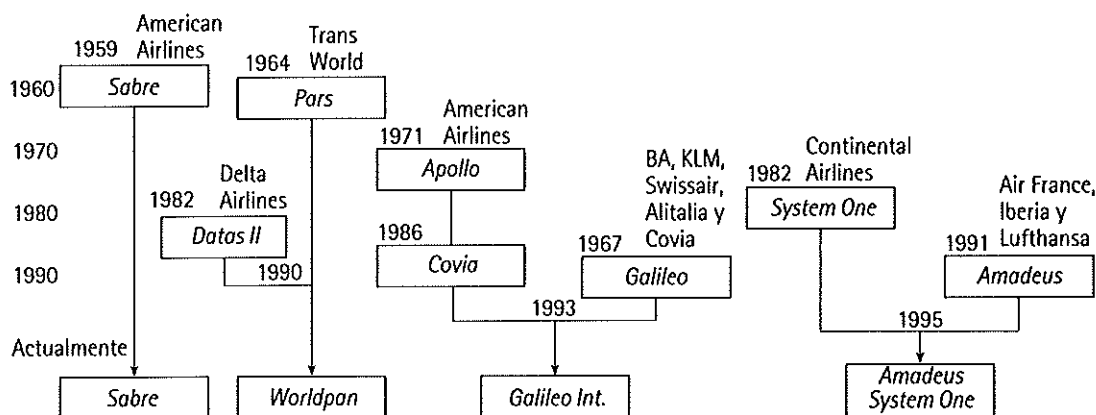 1959
American
Airlines
Sabre
1964
Trans
World
Pars
1960
1970
1980
1990
Actualmente
1982
Delta
Airlines
Datas II
1990
1971
American
Airlines
Apollo
1986
Covia
BA, KLM,
Swissair,
Alitalia y
Covia
1967
Galileo
1993
1982
Continental
Airlines
System One
Air France,
Iberia y
Lufthansa
1991
Amadeus
1995
Sabre
Worldpan
Galileo Int.
Amadeus
System One